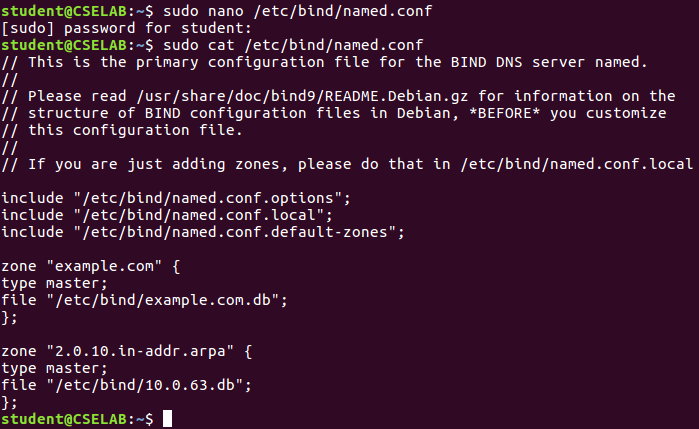 student@CSELAB:~$ sudo nano /etc/bind/named.conf
[sudo] password for student:
student@CSELAB:~$ sudo cat /etc/bind/named.conf
// This is the primary configuration file for the BIND DNS server named.
//
// Please read /usr/share/doc/bind9/README.Debian.gz for information on the
// structure of BIND configuration files in Debian, *BEFORE* you customize
// this configuration file.
//
// If you are just adding zones, please do that in /etc/bind/named.conf.local
include "/etc/bind/named.conf.options";
include "/etc/bind/named.conf.local";
include "/etc/bind/named.conf.default-zones";
zone "example.com" {
type master;
file "/etc/bind/example.com.db";
};
zone "2.0.10.in-addr.arpa" {
type master;
file "/etc/bind/10.0.63.db";
};
student@CSELAB:~$